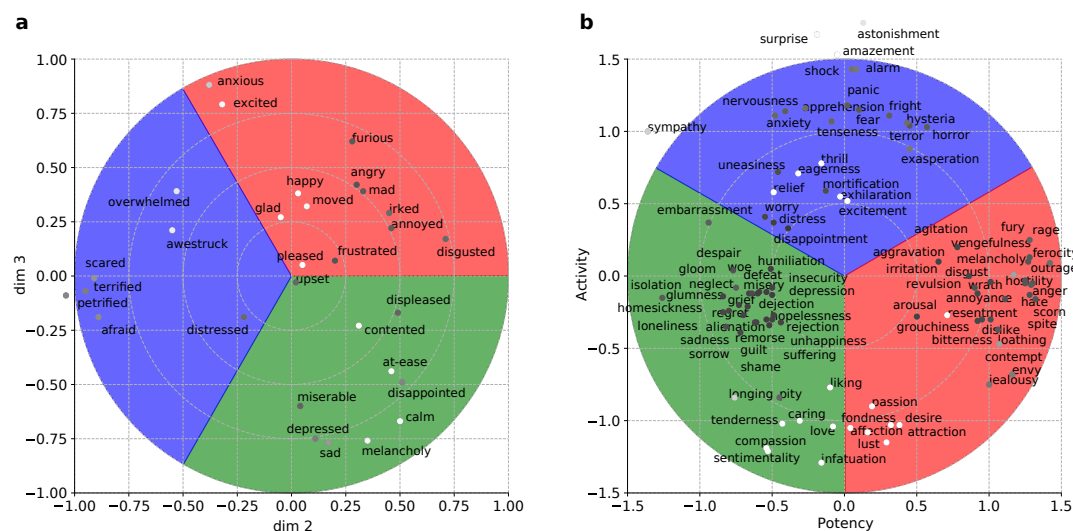 a
b
surprise
astonishment
amazement
1.00
0.75
0.50
0.25
0.00
−0.25
−0.50
−0.75
−1.00
dim 3
anxious
excited
furious
happy
angry
moved
mad
glad
irked
annoyed
overwhelmed
awestruck
pleased
frustrated
disgusted
scared
upset
terrified
petrified
displeased
afraid
distressed
contented
at-ease
disappointed
miserable
calm
depressed
sad
melancholy
−1.00 −0.75 −0.50 −0.25 0.00 0.25 0.50 0.75 1.00
dim 2
1.5
1.0
0.5
0.0
−0.5
−1.0
−1.5
Activity
shock
alarm
panic
nervousness
apprehension
fright
anxiety
fear
hysteria
sympathy
tenseness
terror
horror
exasperation
thrill
uneasiness
eagerness
relief
mortification
exhilaration
embarrassment
worry
excitement
distress
agitation
fury
rage
disappointment
vengefulness
despair
humiliation
aggravation
ferocity
gloom
woe
defeat
insecurity
irritation
disgust
melancholy
outrage
isolation
neglect
misery
depression
revulsion
wrath
hostility
glumness
annoyance
anger
homesickness
grief
dejection
arousal
hate
regret
hopelessness
resentment
scorn
loneliness
alienation
rejection
grouchiness
dislike
spite
sadness
remorse
unhappiness
bitterness
loathing
sorrow
guilt
suffering
contempt
shame
envy
liking
jealousy
longing
pity
passion
tenderness
caring
fondness
desire
love
affection
attraction
compassion
lust
sentimentality
infatuation
−1.5 −1.0 −0.5 0.0 0.5 1.0 1.5
Potency